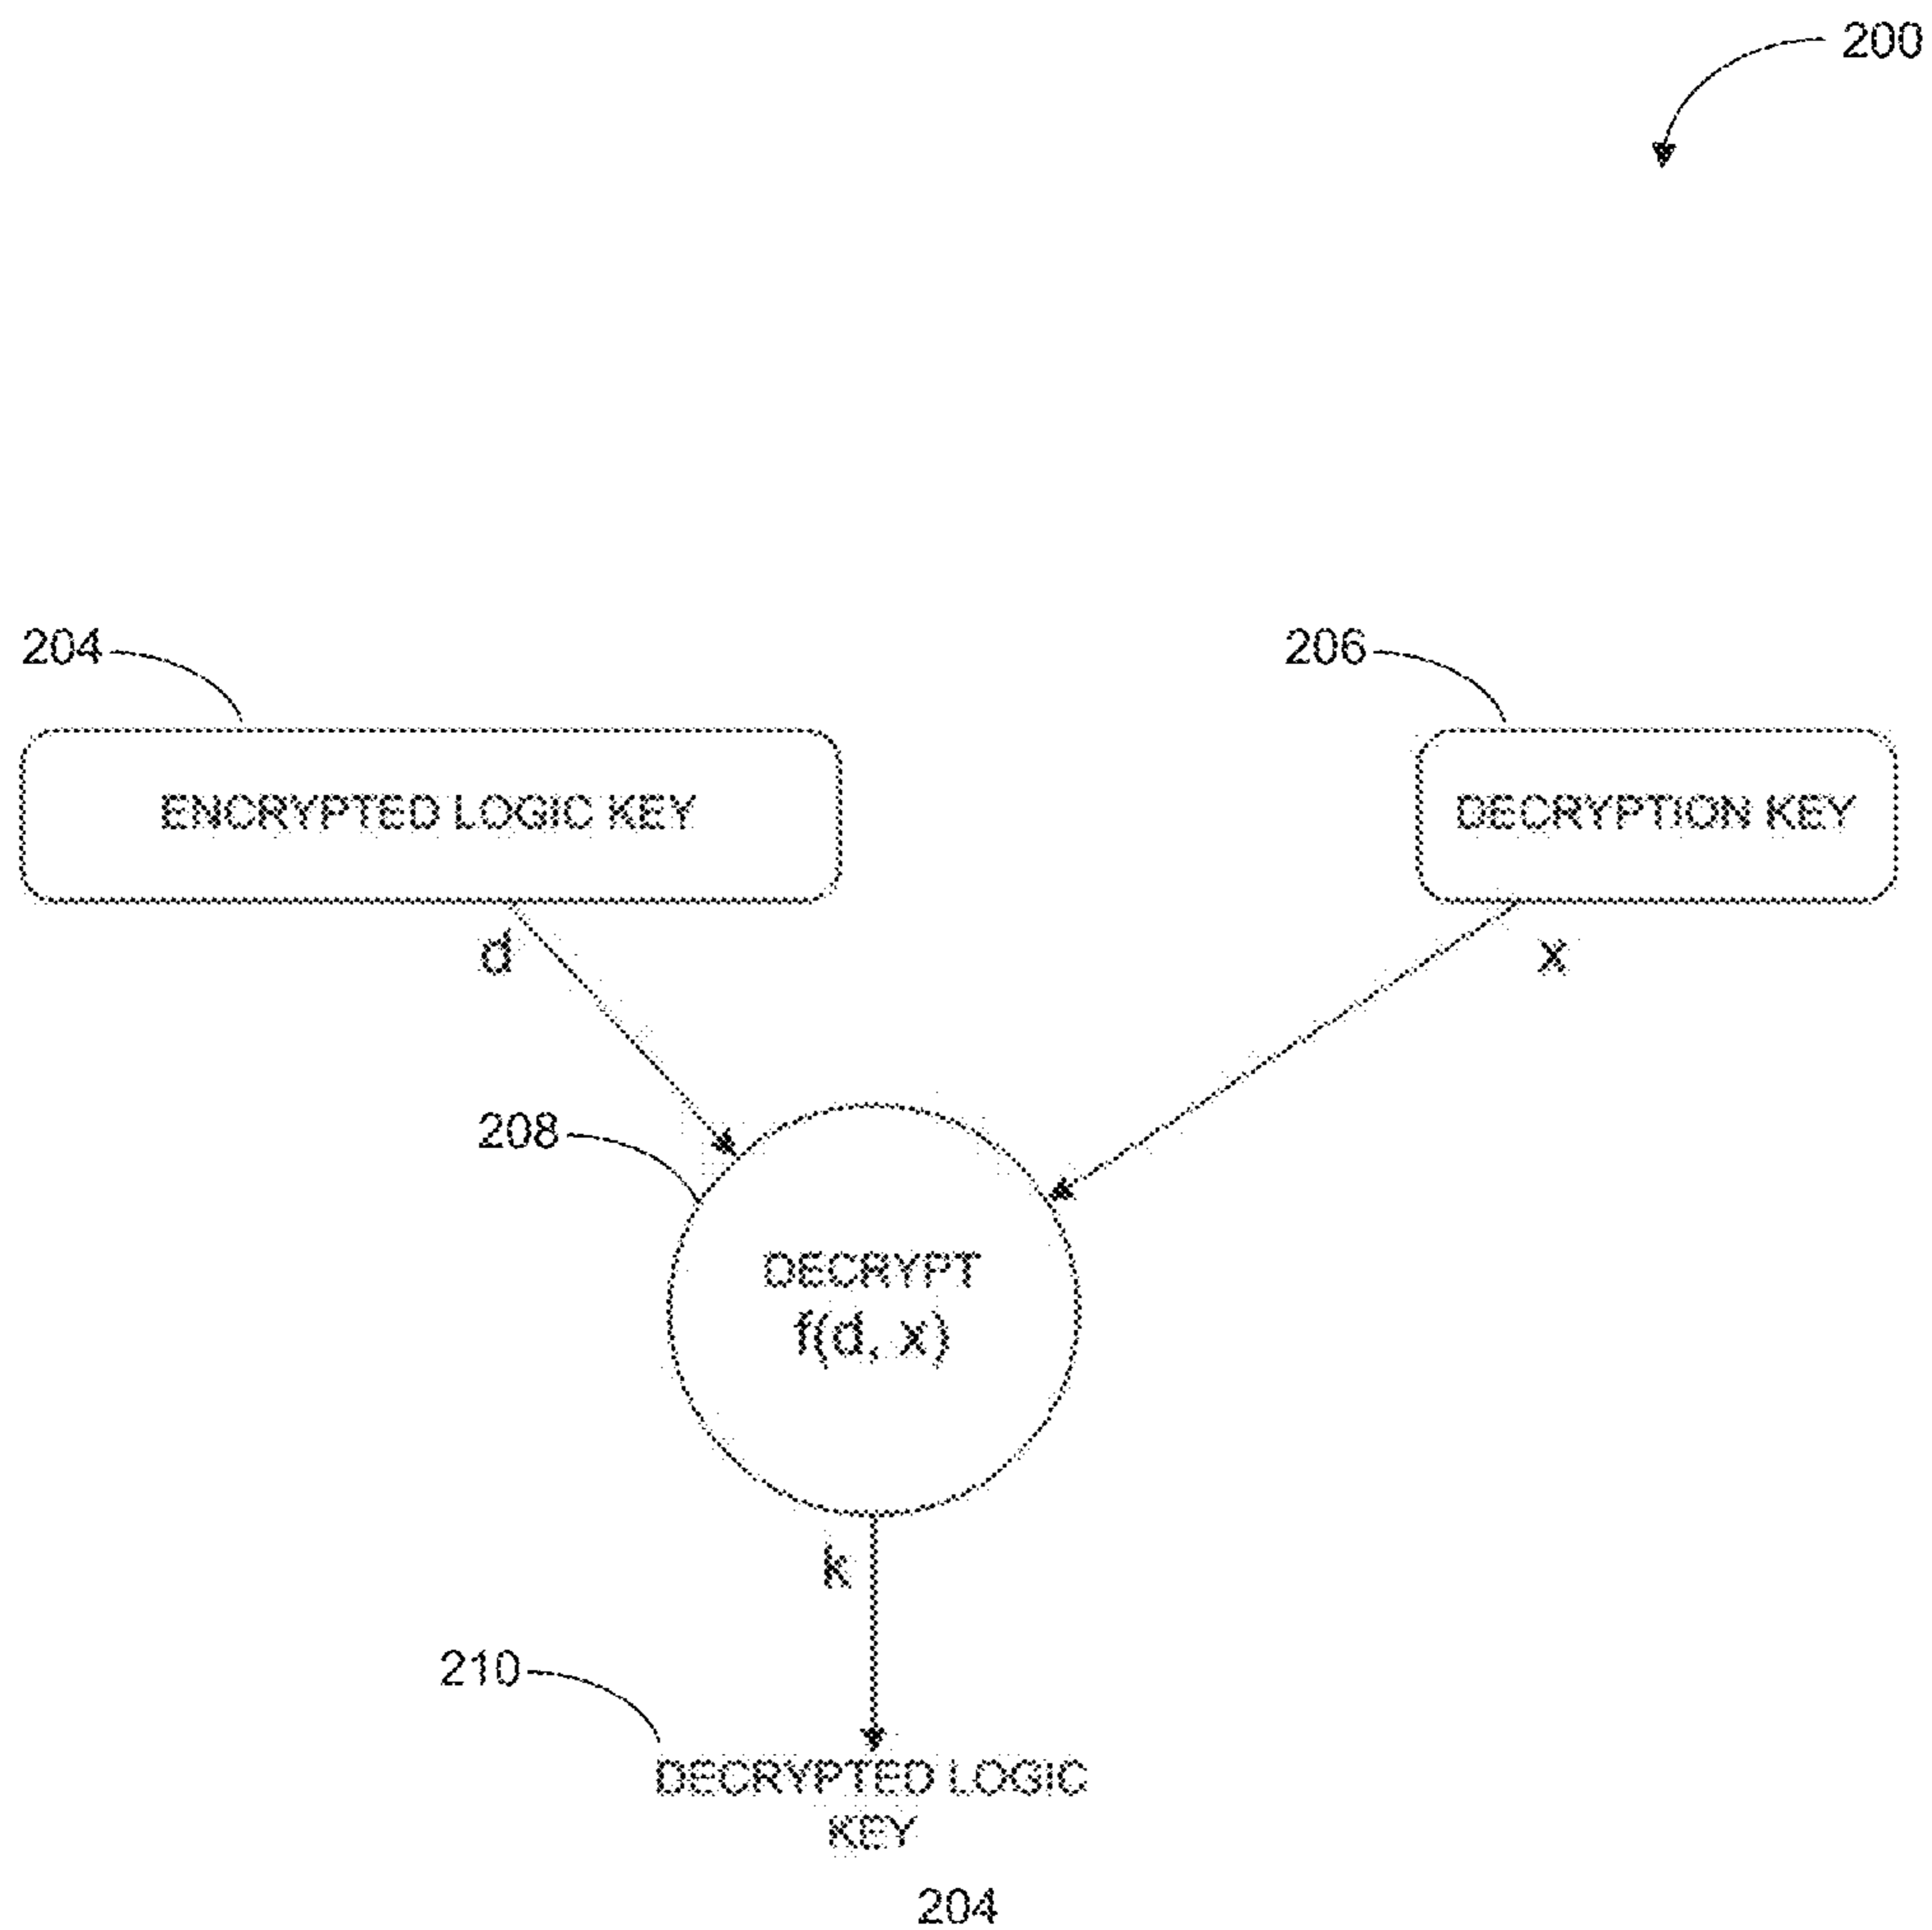 200
204
206
ENCRYPTED LOGIC KEY
DECRYPTION KEY
d
x
208
DECRYPT
f(d, x)
k
210
DECRYPTED LOGIC
KEY
204